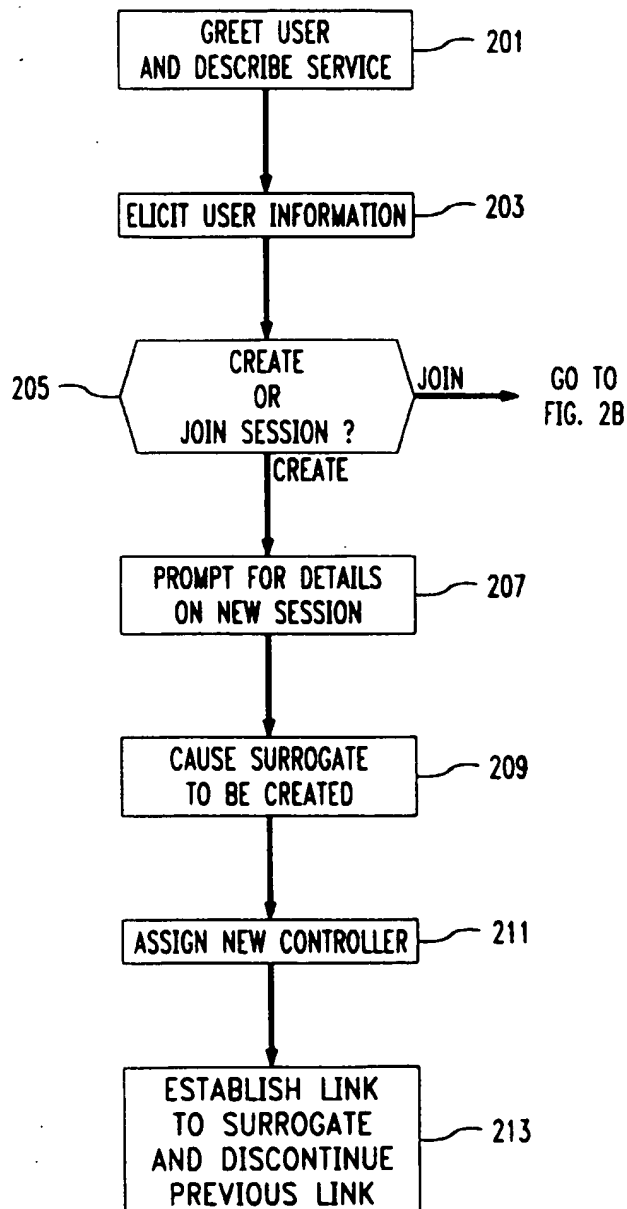 GREET USER
AND DESCRIBE SERVICE
201
ELICIT USER INFORMATION
203
205
CREATE
OR
JOIN SESSION ?
JOIN
GO TO
FIG. 2B
CREATE
PROMPT FOR DETAILS
ON NEW SESSION
207
CAUSE SURROGATE
TO BE CREATED
209
ASSIGN NEW CONTROLLER
211
ESTABLISH LINK
TO SURROGATE
AND DISCONTINUE
PREVIOUS LINK
213